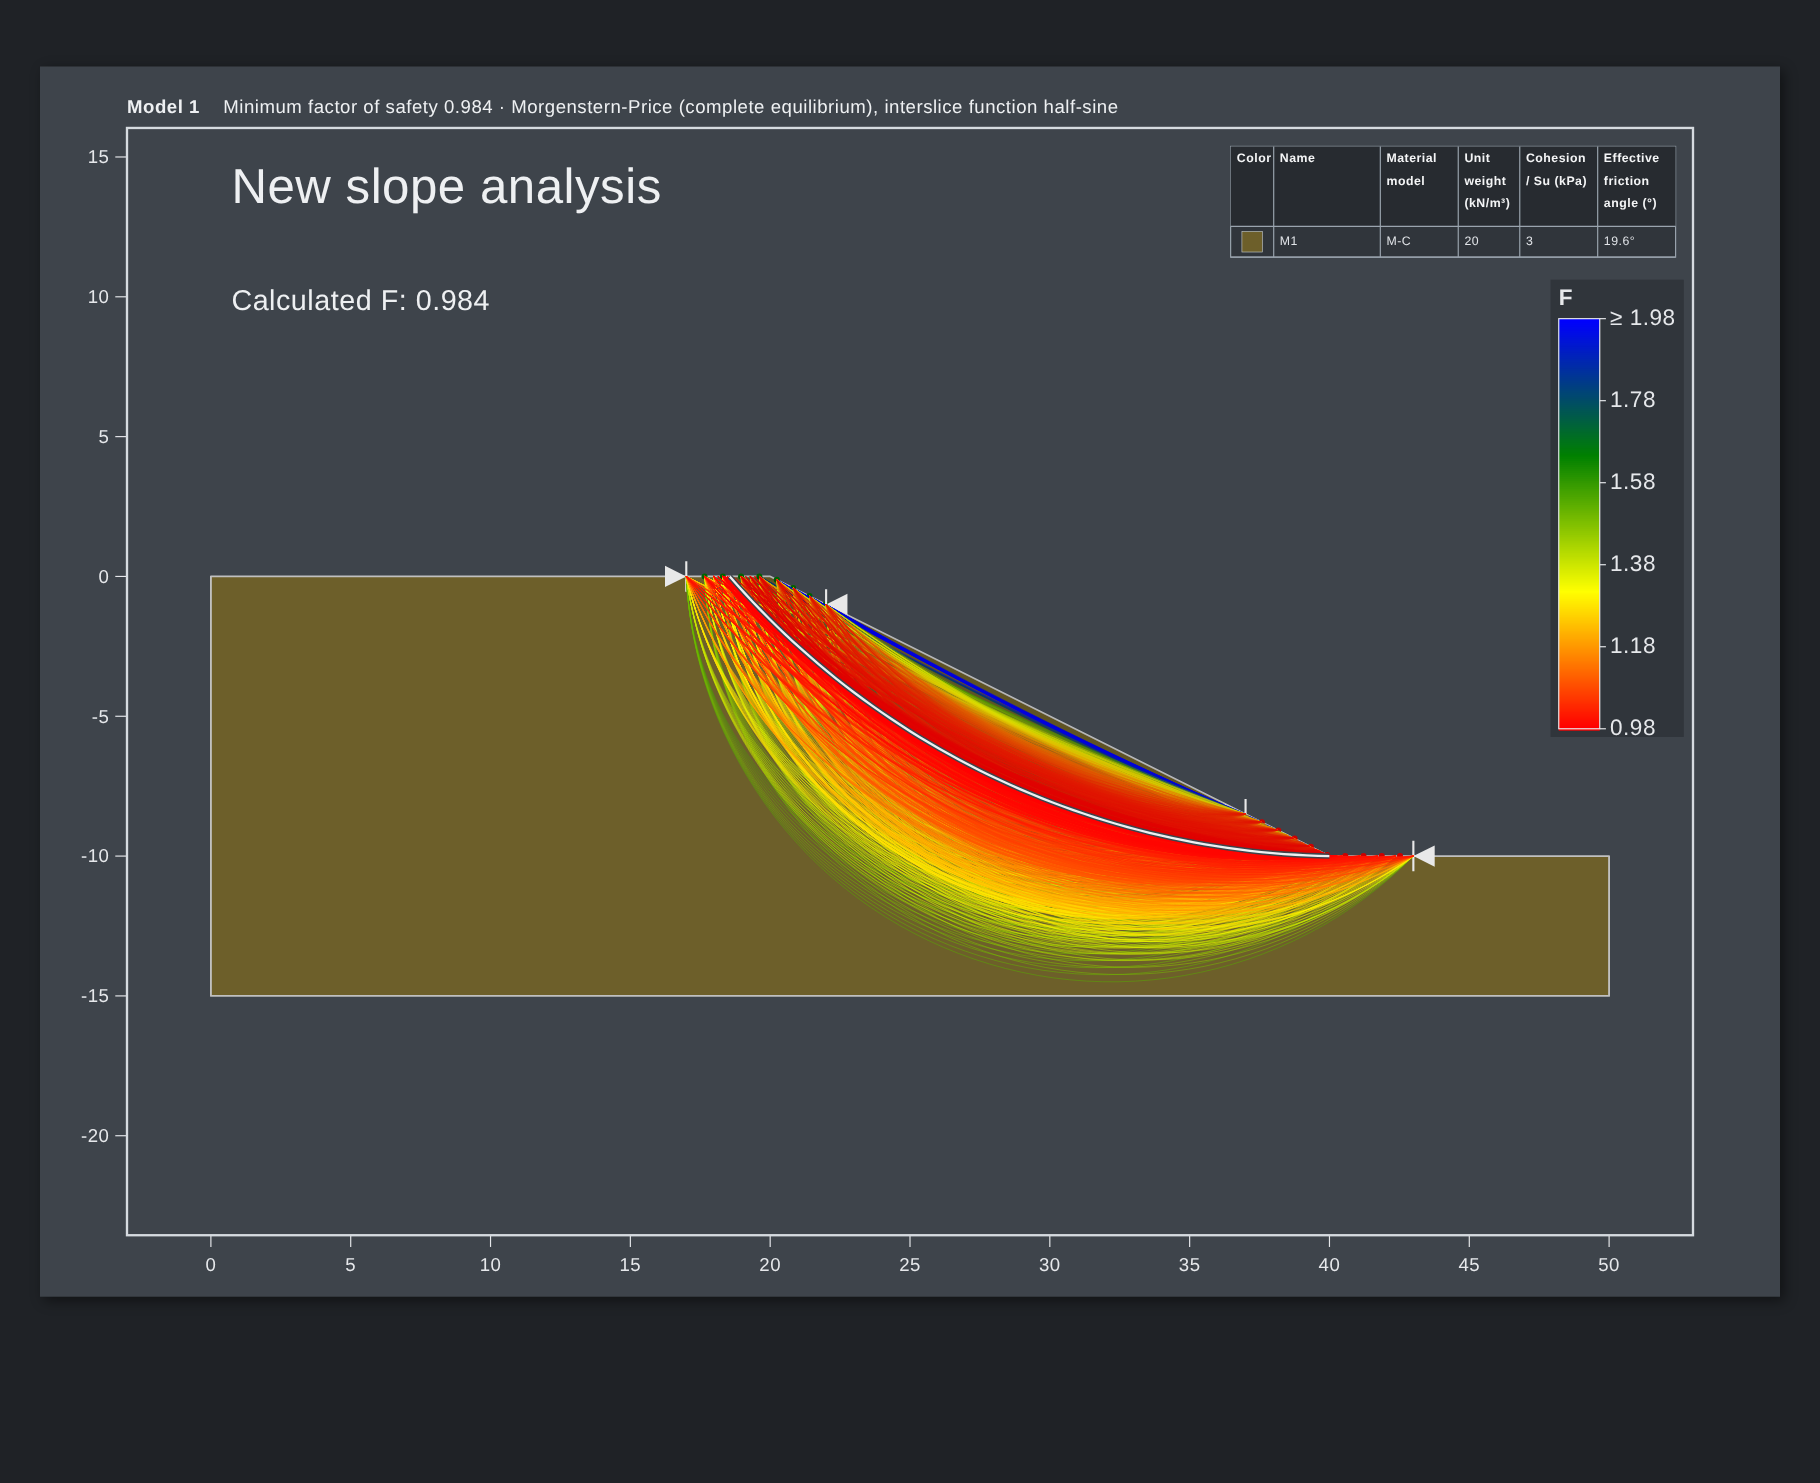 Model 1 Minimum factor of safety 0.984 · Morgenstern-Price (complete equilibrium), interslice function half-sine
New slope analysis
Calculated F: 0.984
Color Name Material model Unit weight (kN/m³) Cohesion / Su (kPa) Effective friction angle (°)
M1 M-C 20 3 19.6°
F
≥ 1.98
1.78
1.58
1.38
1.18
0.98
15
10
5
0
-5
-10
-15
-20
0 5 10 15 20 25 30 35 40 45 50